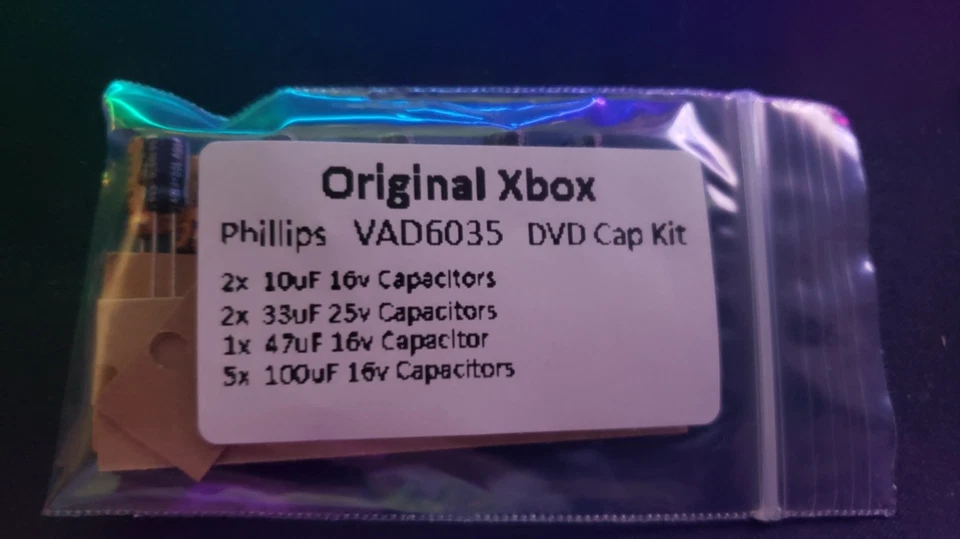 Original Xbox
Phillips VAD6035 DVD Cap Kit
2x 10uF 16v Capacitors
2x 33uF 25v Capacitors
1x 47uF 16v Capacitor
5x 100uF 16v Capacitors